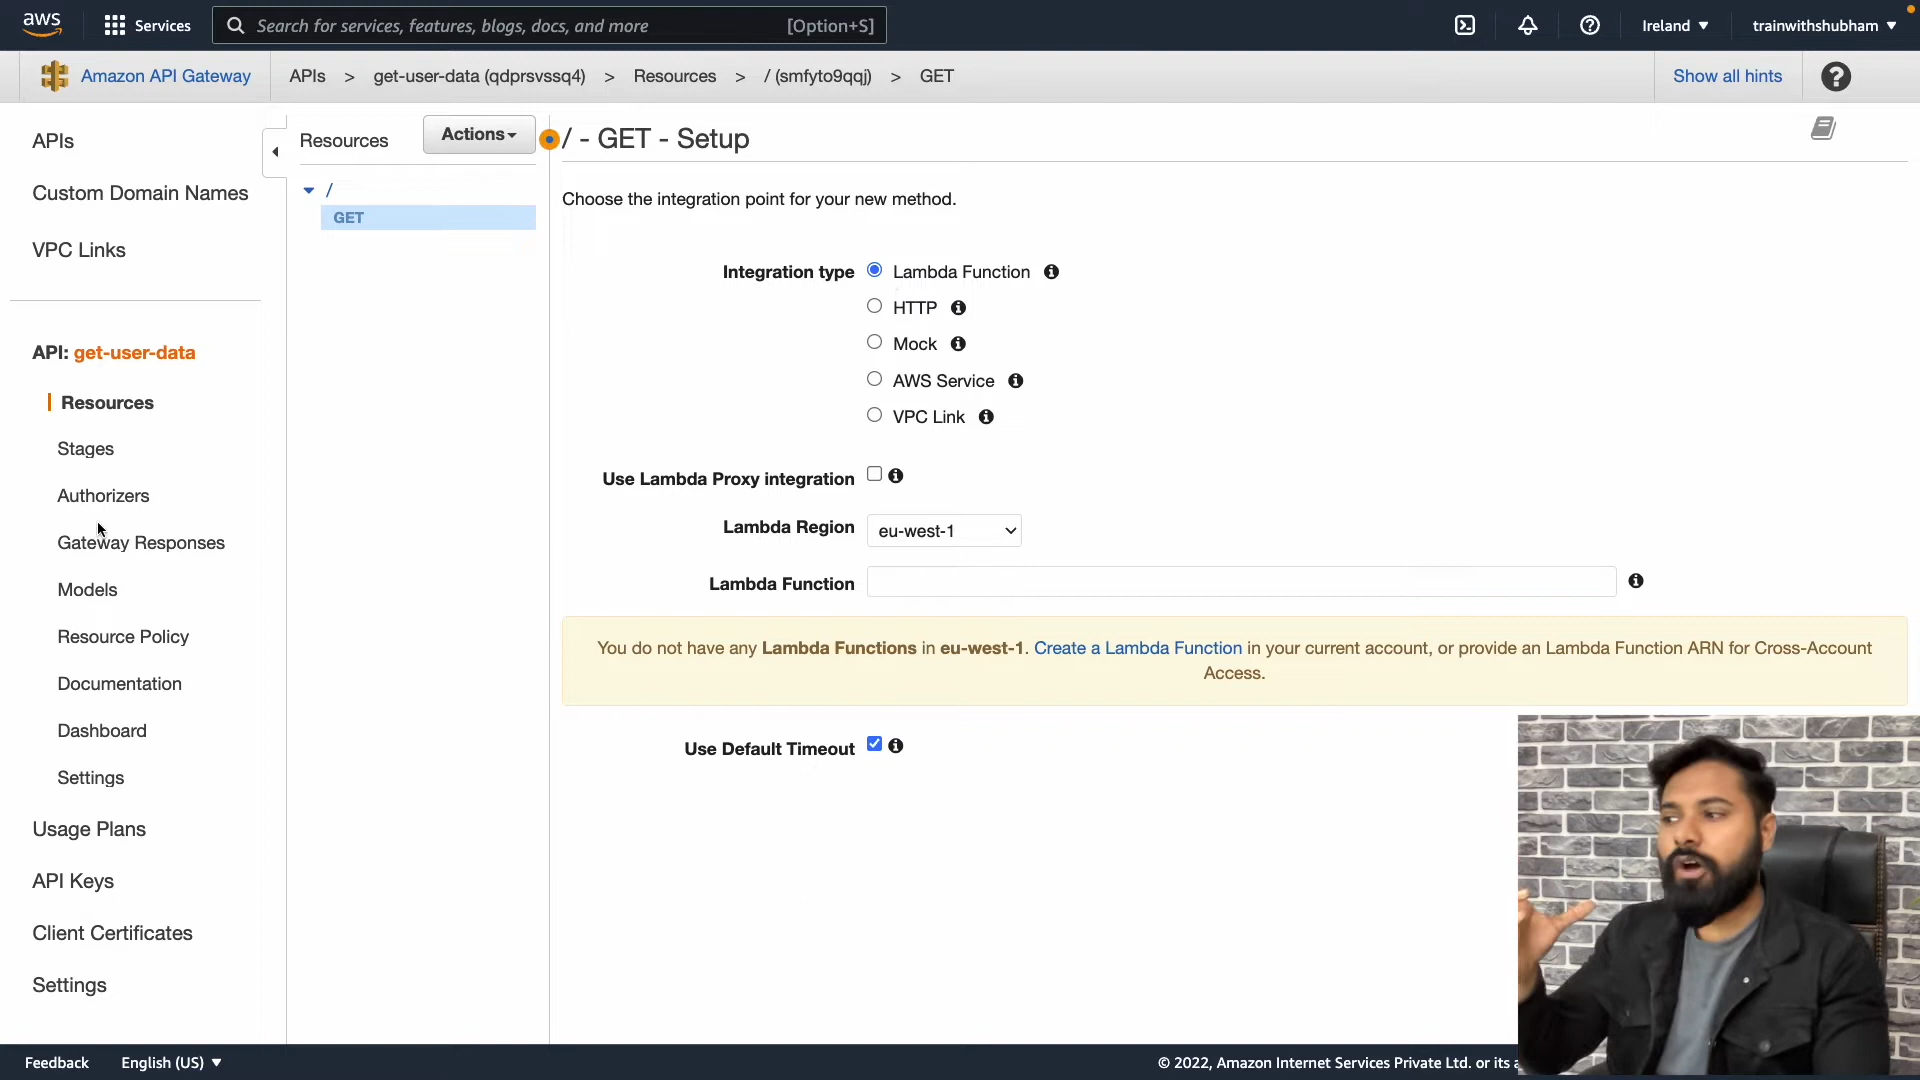 aws
Services
Search for services, features, blogs, docs, and more [Option+S]
Ireland ▼
trainwithshubham ▼
Amazon API Gateway
APIs > get-user-data (qdprsvssq4) > Resources > / (smfyto9qqj) > GET
Show all hints
APIs
Custom Domain Names
VPC Links
API: get-user-data
Resources
Stages
Authorizers
Gateway Responses
Models
Resource Policy
Documentation
Dashboard
Settings
Usage Plans
API Keys
Client Certificates
Settings
Resources
Actions
/
GET
/ - GET - Setup
Choose the integration point for your new method.
Integration type
Lambda Function
HTTP
Mock
AWS Service
VPC Link
Use Lambda Proxy integration
Lambda Region eu-west-1
Lambda Function
You do not have any Lambda Functions in eu-west-1. Create a Lambda Function in your current account, or provide an Lambda Function ARN for Cross-Account
Access.
Use Default Timeout
Feedback English (US) ▼
© 2022, Amazon Internet Services Private Ltd. or its